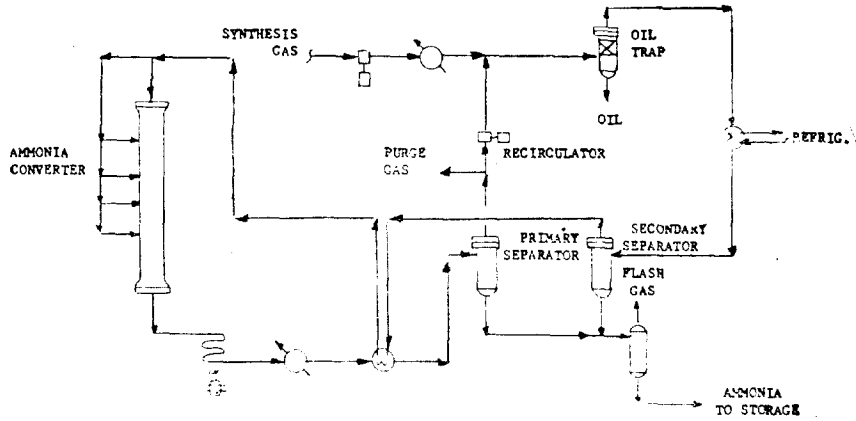 SYNTHESIS
GAS
OIL
TRAP
OIL
REFRIG.
AMMONIA
CONVERTER
PURGE
GAS
RECIRCULATOR
PRIMARY
SEPARATOR
SECONDARY
SEPARATOR
FLASH
GAS
AMMONIA
TO STORAGE